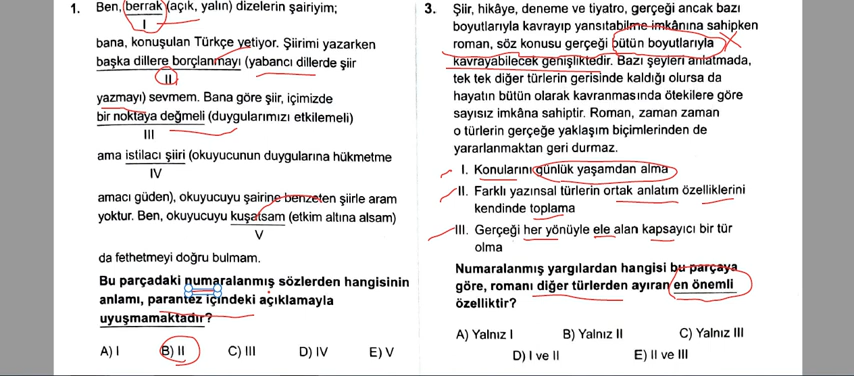 1. Ben, berrak (açık, yalın) dizelerin şairiyim;
I
bana, konuşulan Türkçe yetiyor. Şiirimi yazarken
başka dillere borçlanmayı (yabancı dillerde şiir
II
yazmayı) sevmem. Bana göre şiir, içimizde
bir noktaya değmeli (duygularımızı etkilemeli)
III
ama istilacı şiiri (okuyucunun duygularına hükmetme
IV
amacı güden), okuyucuyu şairine benzeten şiirle aram
yoktur. Ben, okuyucuyu kuşatsam (etkim altına alsam)
V
da fethetmeyi doğru bulmam.
Bu parçadaki numaralanmış sözlerden hangisinin
anlamı, parantez içindeki açıklamayla
uyuşmamaktadır?
A) I B) II C) III D) IV E) V
3. Şiir, hikâye, deneme ve tiyatro, gerçeği ancak bazı
boyutlarıyla kavrayıp yansıtabilme imkânına sahipken
roman, söz konusu gerçeği bütün boyutlarıyla
kavrayabilecek genişliktedir. Bazı şeyleri anlatmada,
tek tek diğer türlerin gerisinde kaldığı olursa da
hayatın bütün olarak kavranmasında ötekilere göre
sayısız imkâna sahiptir. Roman, zaman zaman
o türlerin gerçeğe yaklaşım biçimlerinden de
yararlanmaktan geri durmaz.
I. Konularını günlük yaşamdan alma
II. Farklı yazınsal türlerin ortak anlatım özelliklerini
kendinde toplama
III. Gerçeği her yönüyle ele alan kapsayıcı bir tür
olma
Numaralanmış yargılardan hangisi bu parçaya
göre, romanı diğer türlerden ayıran en önemli
özelliktir?
A) Yalnız I B) Yalnız II C) Yalnız III
D) I ve II E) II ve III